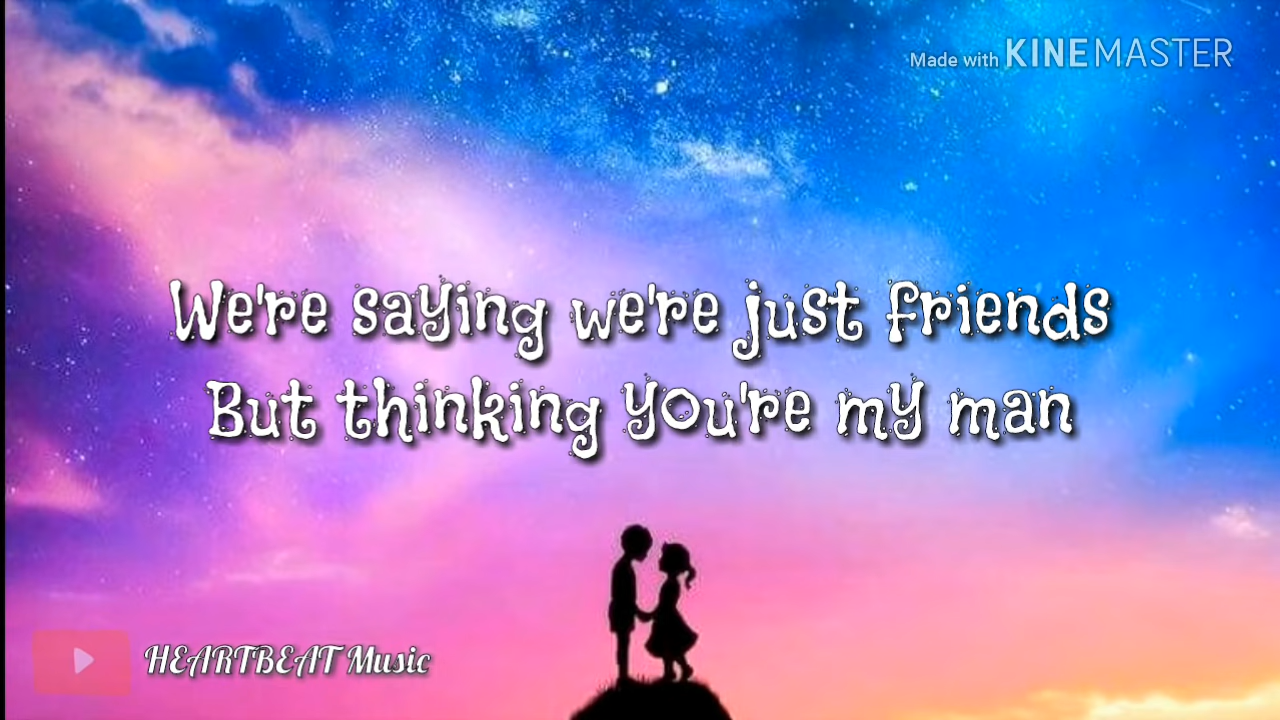 Made with KINEMASTER
We're saying we're just friends
But thinking you're my man
HEARTBEAT Music